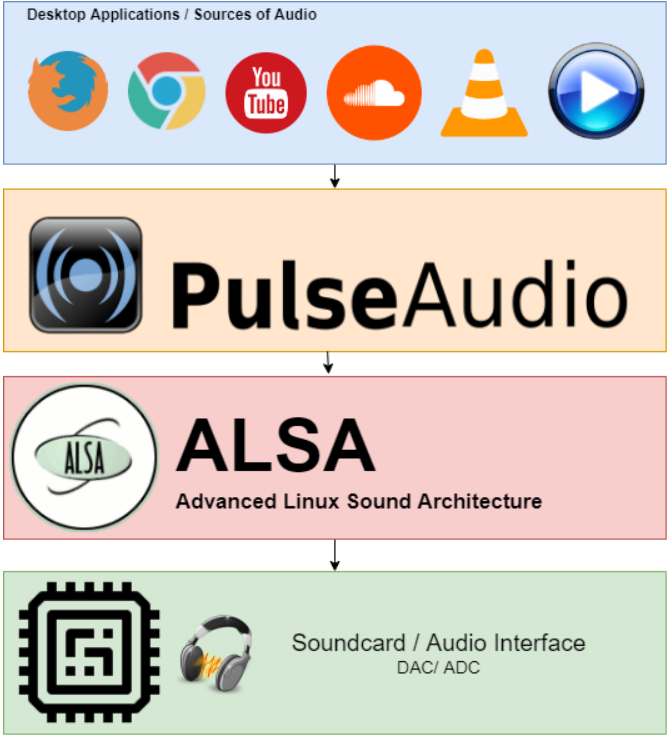 Desktop Applications / Sources of Audio
You
Tube
PulseAudio
ALSA
ALSA
Advanced Linux Sound Architecture
Soundcard / Audio Interface
DAC/ ADC